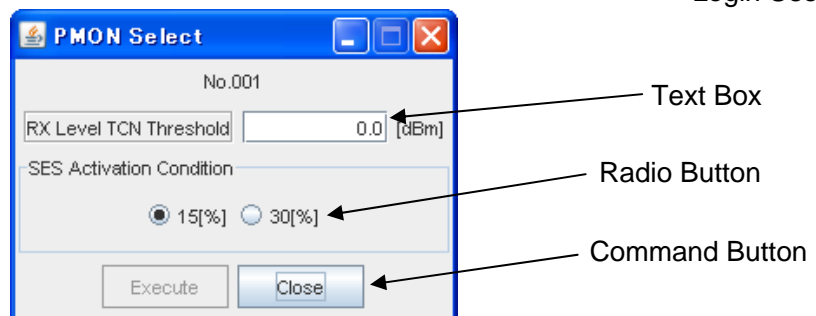 PMON Select
No.001
RX Level TCN Threshold 0.0 [dBm]
Text Box
SES Activation Condition
15[%] 30[%]
Radio Button
Execute Close
Command Button